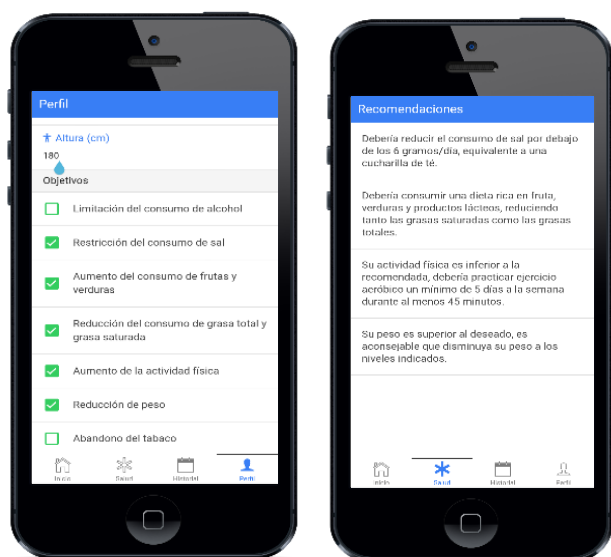 Perfil
Altura (cm)
180
Objetivos
Limitación del consumo de alcohol
Restricción del consumo de sal
Aumento del consumo de frutas y
verduras
Reducción del consumo de grasa total y
grasa saturada
Aumento de la actividad física
Reducción de peso
Abandono del tabaco
Inicio
Salud
Historial
Perfil
Recomendaciones
Debería reducir el consumo de sal por debajo
de los 6 gramos/día, equivalente a una
cucharilla de té.
Debería consumir una dieta rica en fruta,
verduras y productos lácteos, reduciendo
tanto las grasas saturadas como las grasas
totales.
Su actividad física es inferior a la
recomendada, debería practicar ejercicio
aeróbico un mínimo de 5 días a la semana
durante al menos 45 minutos.
Su peso es superior al deseado, es
aconsejable que disminuya su peso a los
niveles indicados.
Inicio
Salud
Historial
Perfil